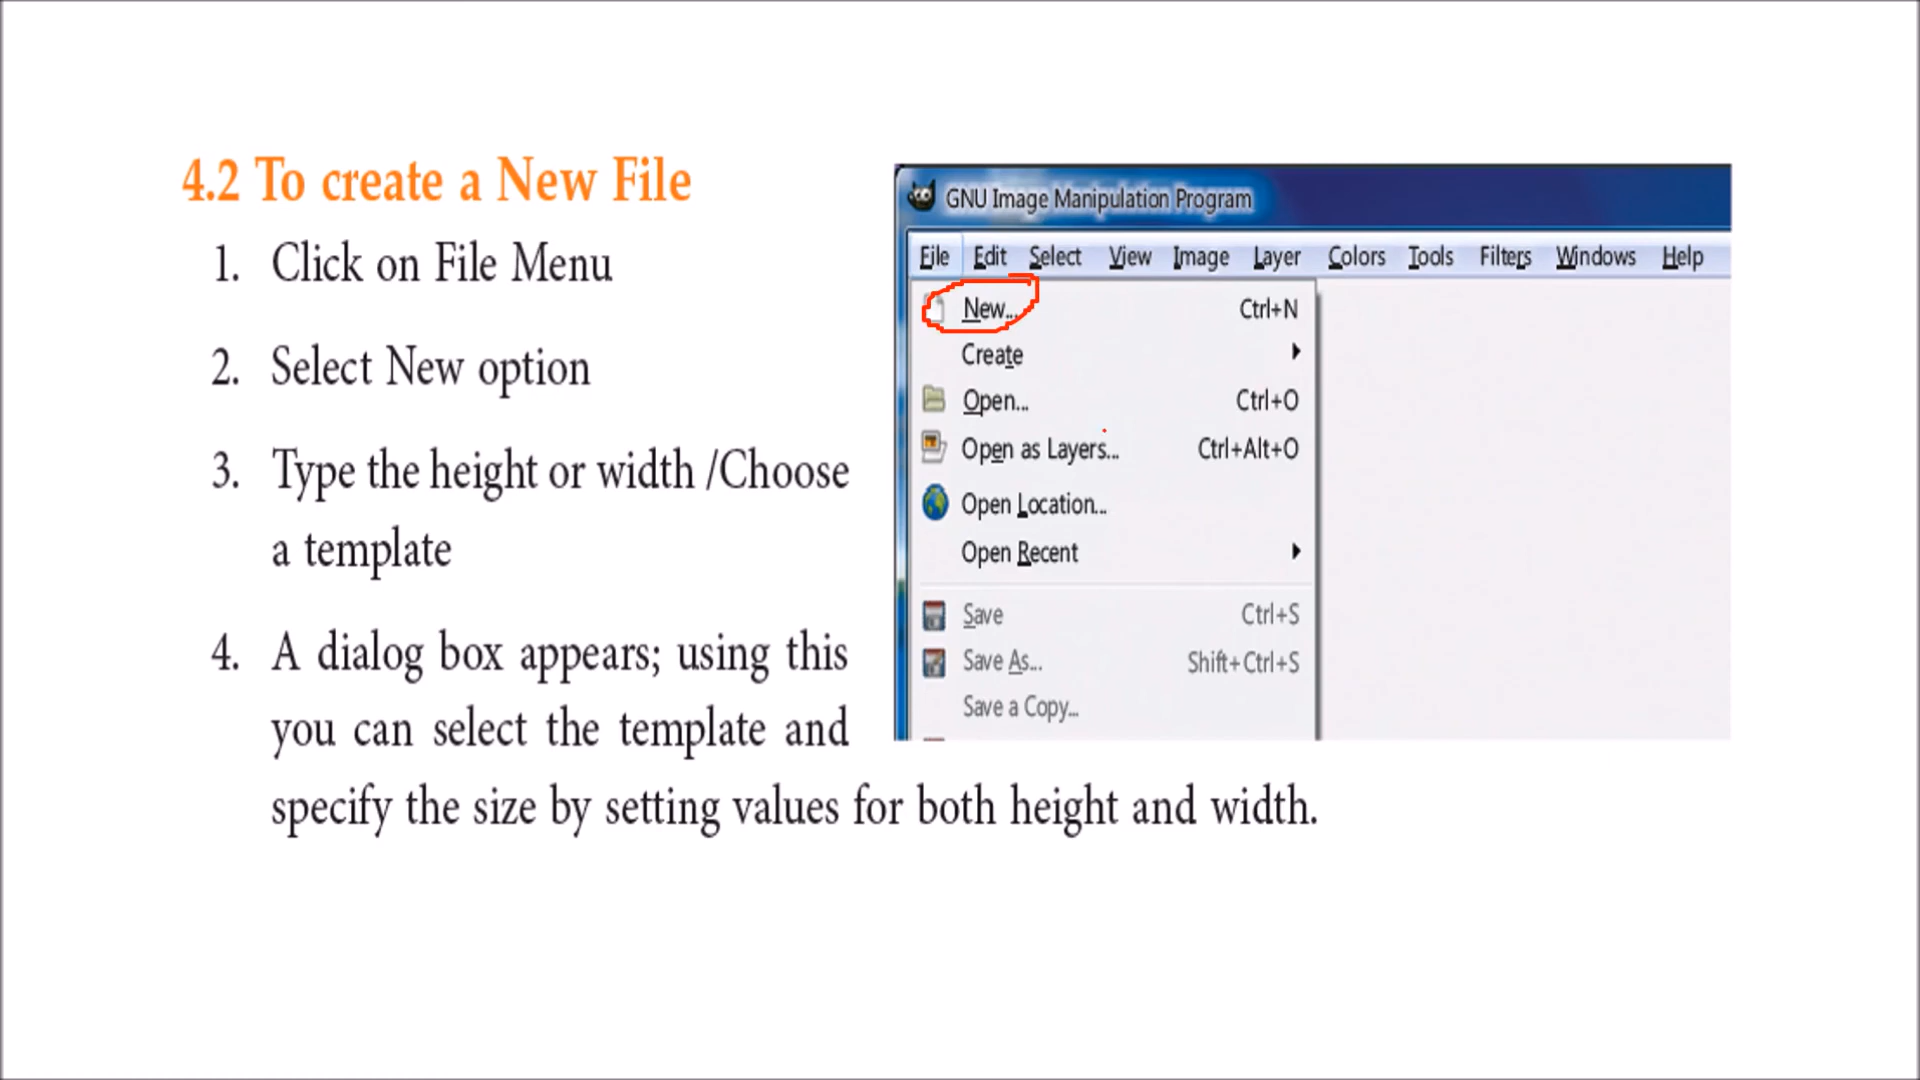 4.2 To create a New File
1. Click on File Menu
2. Select New option
3. Type the height or width /Choose
a template
4. A dialog box appears; using this
you can select the template and
specify the size by setting values for both height and width.
GNU Image Manipulation Program
File Edit Select View Image Layer Colors Tools Filters Windows Help
New... Ctrl+N
Create
Open... Ctrl+O
Open as Layers... Ctrl+Alt+O
Open Location...
Open Recent
Save Ctrl+S
Save As... Shift+Ctrl+S
Save a Copy...